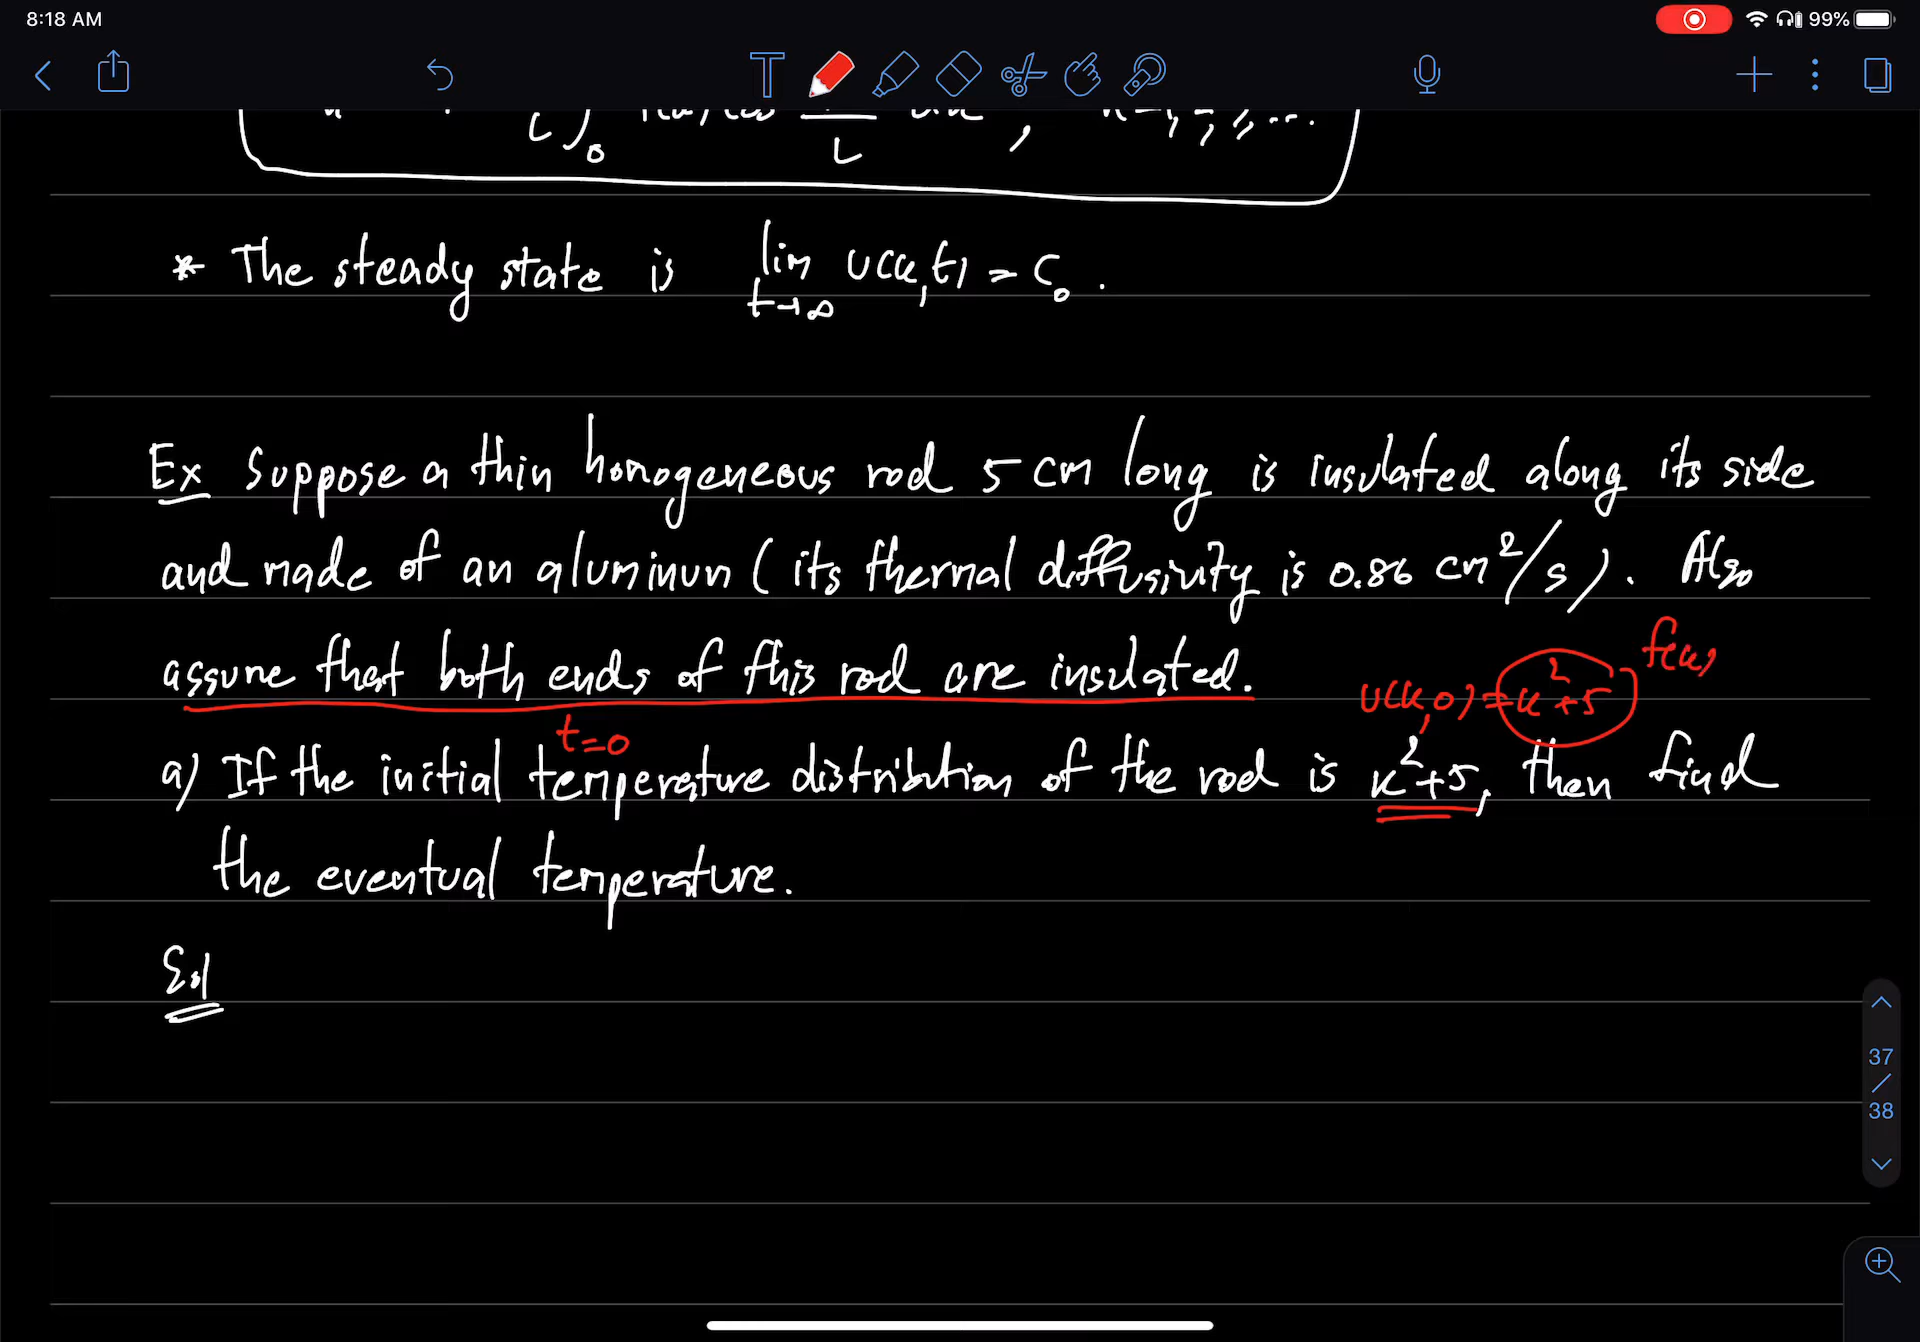 8:18 AM
99%
T
L 0 L , ...
* The steady state is lim u(x,t) = C₀ .
t→∞
Ex Suppose a thin homogeneous rod 5 cm long is insulated along its side
and made of an aluminum ( its thermal diffusivity is 0.86 cm²/s ). Also
assume that both ends of this rod are insulated.
u(x,0) = x²+5 f(x)
t=0
a) If the initial temperature distribution of the rod is x²+5, then find
the eventual temperature.
Sol
37
/
38